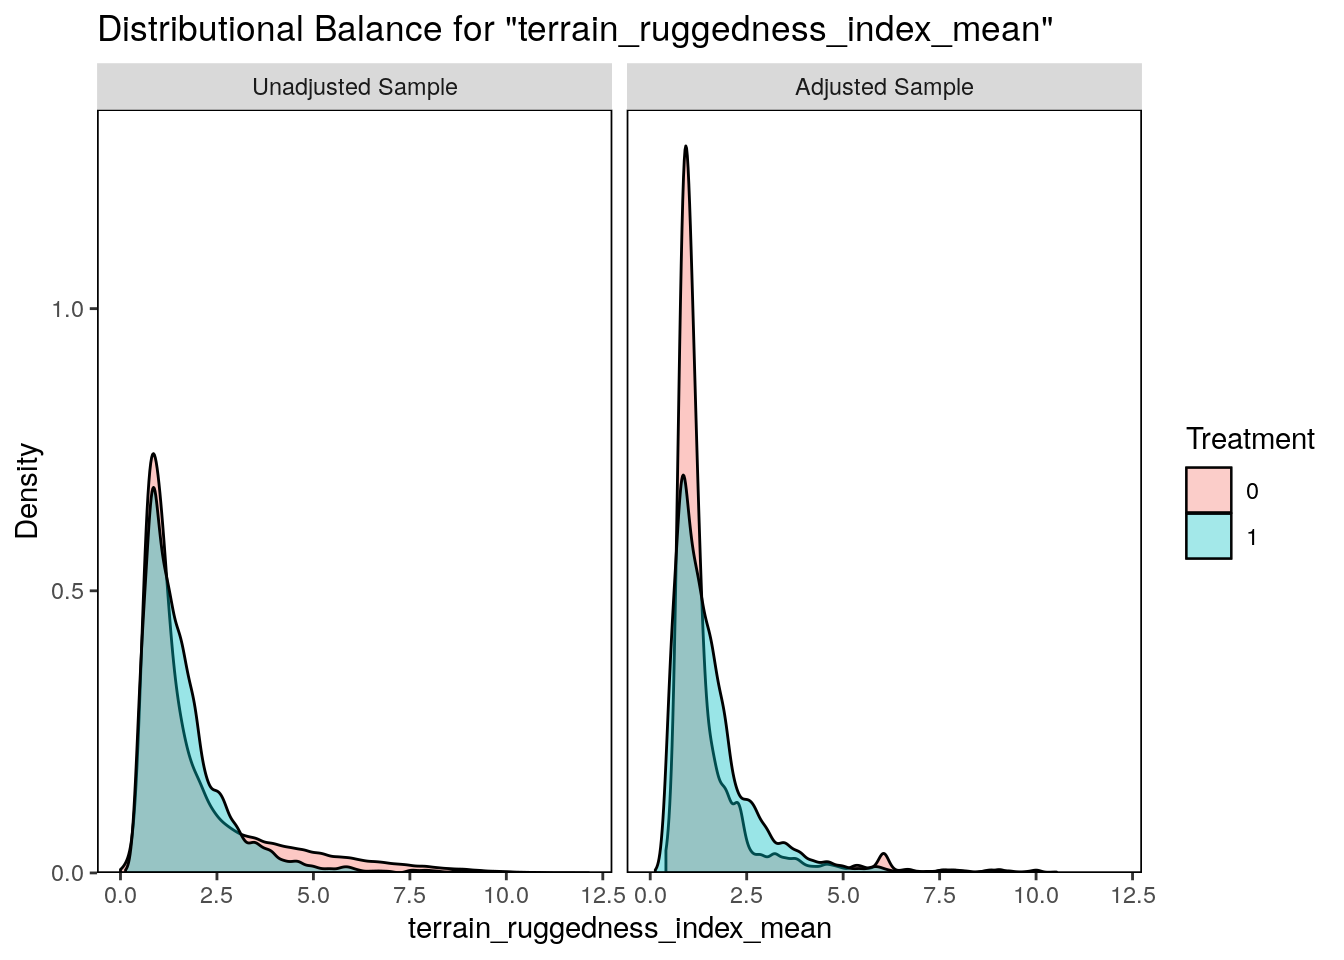 Distributional Balance for "terrain_ruggedness_index_mean"
Unadjusted Sample
Adjusted Sample
Density
1.0
0.5
0.0
0.0 2.5 5.0 7.5 10.0 12.5
0.0 2.5 5.0 7.5 10.0 12.5
terrain_ruggedness_index_mean
Treatment
0
1